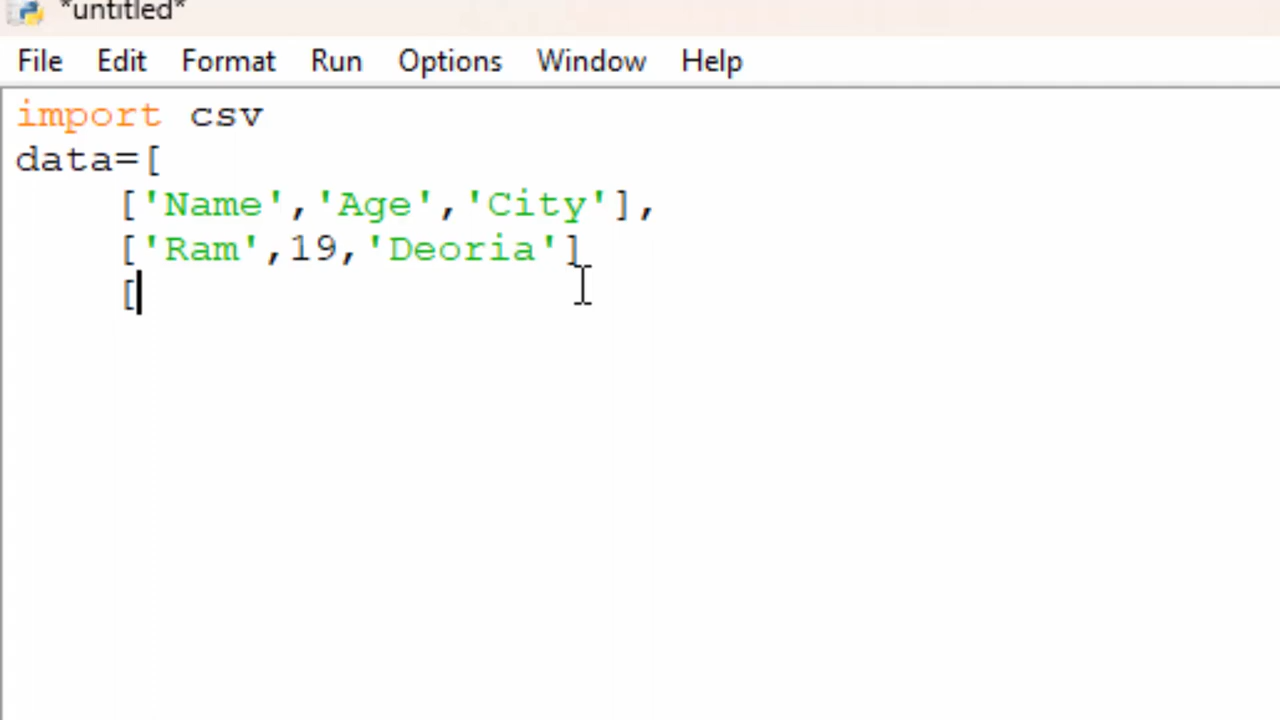 *untitled*
File Edit Format Run Options Window Help
import csv
data=[
['Name','Age','City'],
['Ram',19,'Deoria']
[